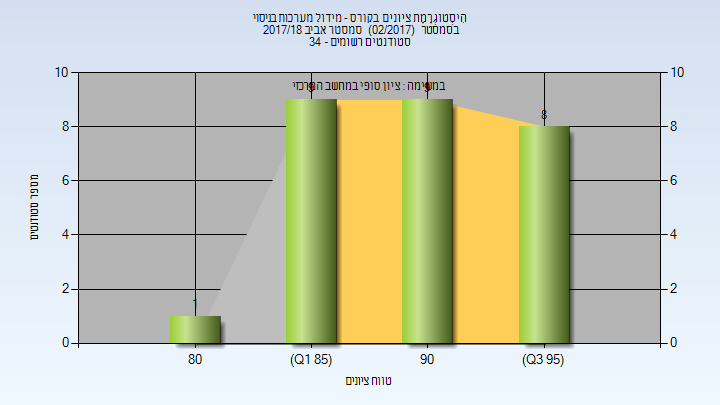 היסטוגרמת ציונים בקורס - מידול מערכות בניסוי
בסמסטר (02/2017) סמסטר אביב 2017/18
סטודנטים רשומים - 34
במשימה : ציון סופי במחשב המרכזי
10 10
8 8
6 6
4 4
2 2
0 0
1 9 9 8
80 (Q1 85) 90 (Q3 95)
מספר סטודנטים
טווח ציונים